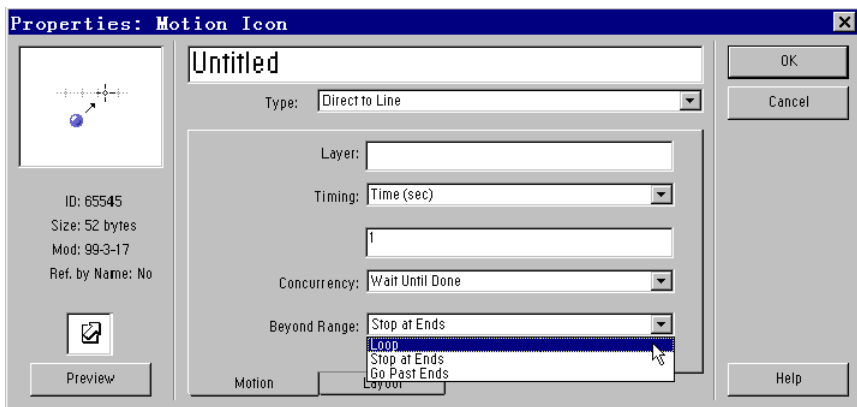 Properties: Motion Icon
Untitled
OK
Type: Direct to Line
Cancel
Layer:
Timing: Time (sec)
ID: 65545
Size: 52 bytes
Mod: 99-3-17
Ref. by Name: No
1
Concurrency: Wait Until Done
Beyond Range: Stop at Ends
Loop
Stop at Ends
Go Past Ends
Preview
Motion
Layout
Help